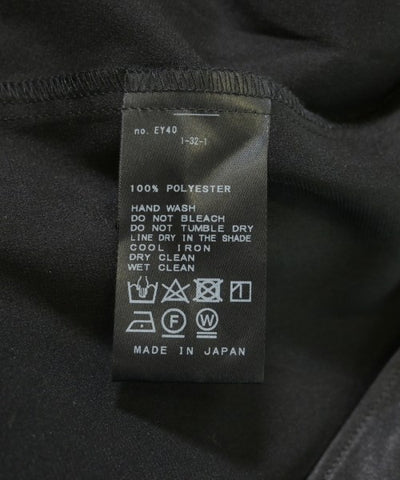 no. EY40
1-32-1
100% POLYESTER
HAND WASH
DO NOT BLEACH
DO NOT TUMBLE DRY
LINE DRY IN THE SHADE
COOL IRON
DRY CLEAN
WET CLEAN
F W
MADE IN JAPAN